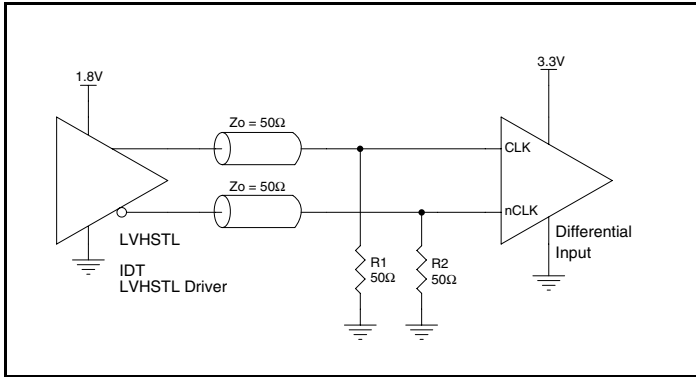 1.8V
3.3V
Zo = 50Ω
CLK
Zo = 50Ω
nCLK
LVHSTL
IDT
LVHSTL Driver
Differential
Input
R1
50Ω
R2
50Ω